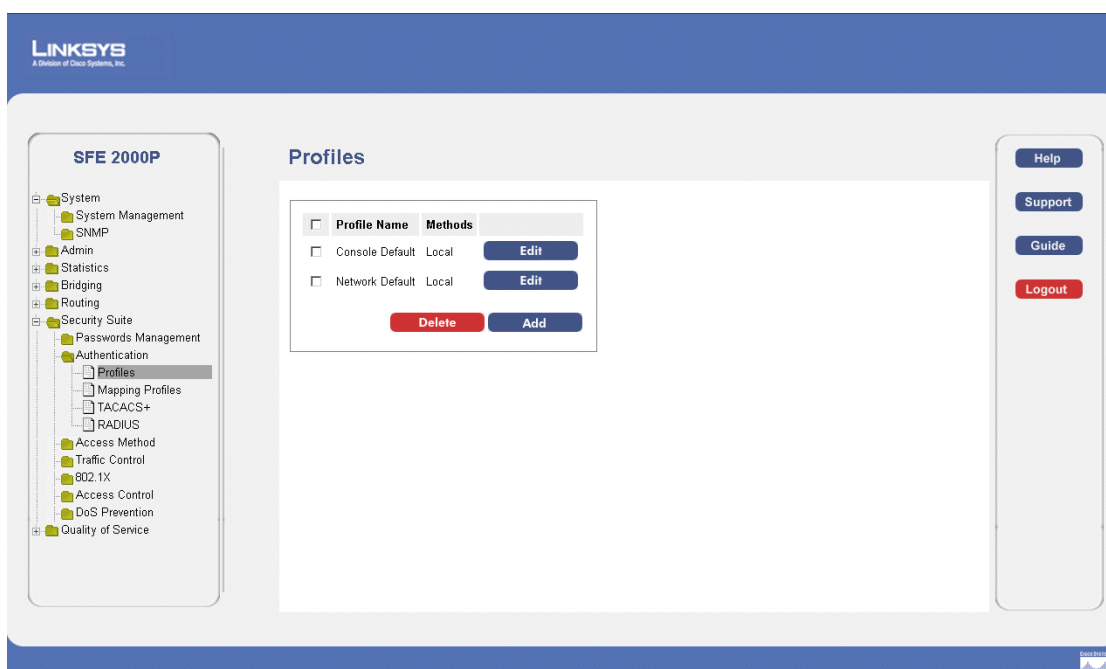 LINKSYS
A Division of Cisco Systems, Inc.
SFE 2000P
System
System Management
SNMP
Admin
Statistics
Bridging
Routing
Security Suite
Passwords Management
Authentication
Profiles
Mapping Profiles
TACACS+
RADIUS
Access Method
Traffic Control
802.1X
Access Control
DoS Prevention
Quality of Service
Profiles
Profile Name Methods
Console Default Local Edit
Network Default Local Edit
Delete Add
Help
Support
Guide
Logout